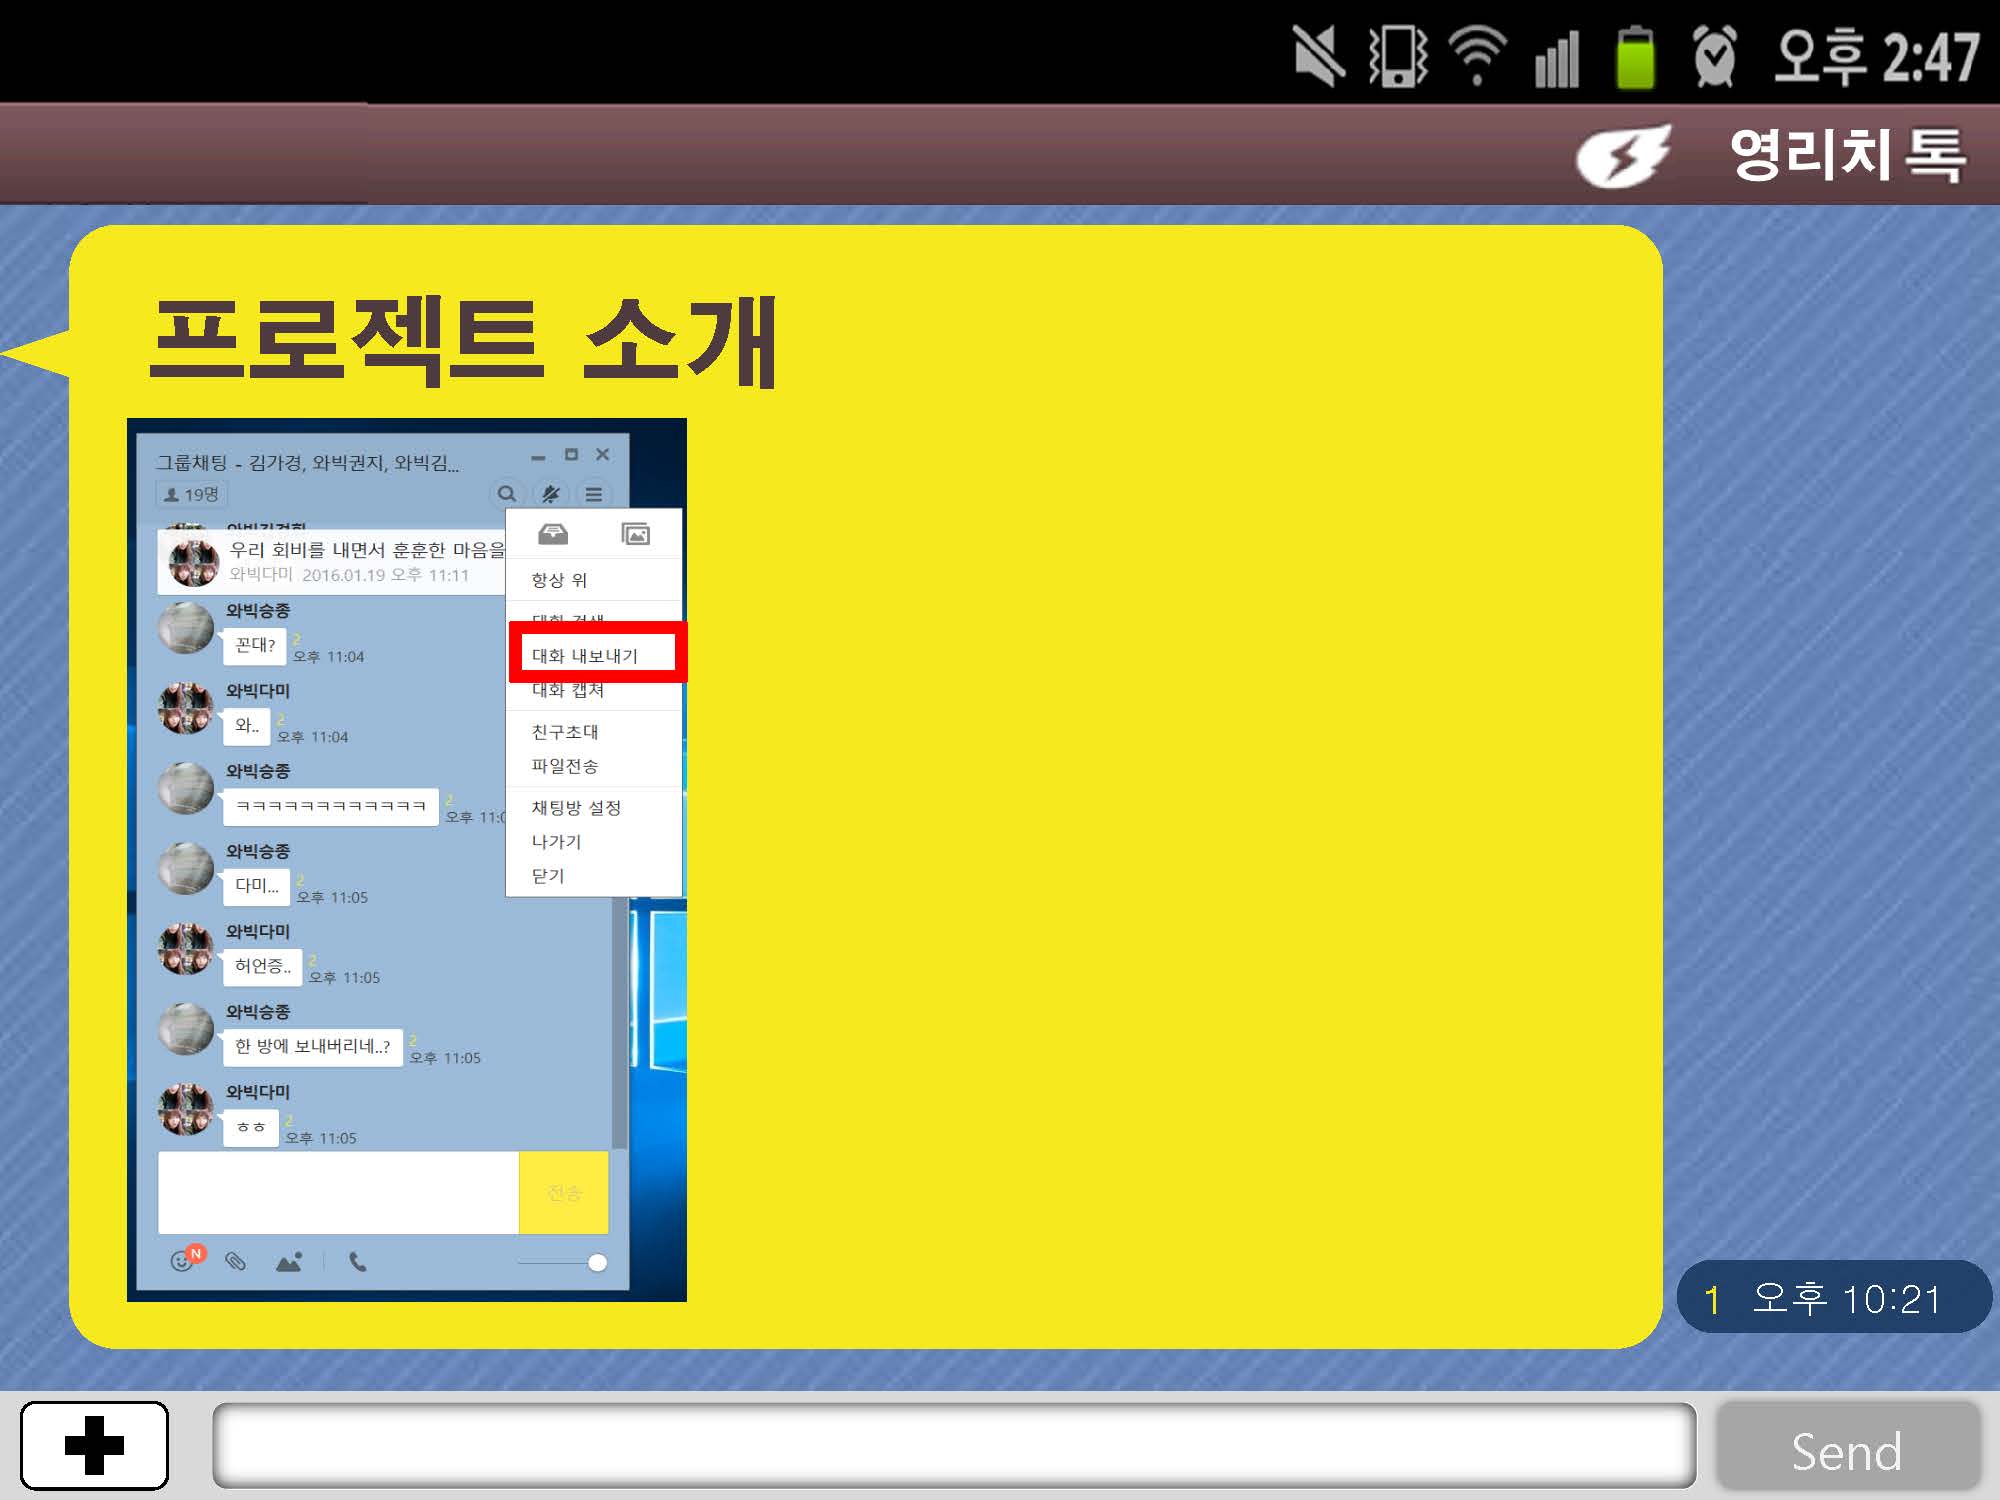 오후 2:47
영리치 톡
프로젝트 소개
그룹채팅 - 김가경, 와빅권지, 와빅김...
19명
우리 회비를 내면서 훈훈한 마음을
와빅다미 2016.01.19 오후 11:11
와빅승종
꼰대?
2
오후 11:04
와빅다미
와..
2
오후 11:04
와빅승종
ㅋㅋㅋㅋㅋㅋㅋㅋㅋㅋㅋㅋ
2
오후 11:0
와빅승종
다미...
2
오후 11:05
와빅다미
허언증..
2
오후 11:05
와빅승종
한 방에 보내버리네..?
2
오후 11:05
와빅다미
ㅎㅎ
2
오후 11:05
전송
N
항상 위
대화 검색
대화 내보내기
대화 캡쳐
친구초대
파일전송
채팅방 설정
나가기
닫기
1 오후 10:21
Send